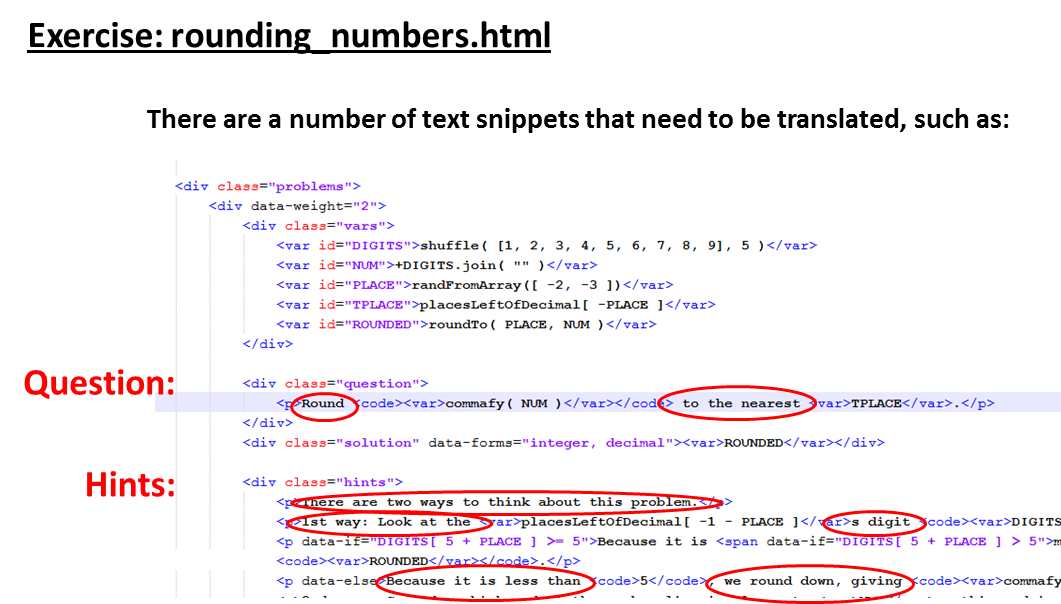 Exercise: rounding_numbers.html
There are a number of text snippets that need to be translated, such as:
<div class="problems">
<div data-weight="2">
<div class="vars">
<var id="DIGITS">shuffle( [1, 2, 3, 4, 5, 6, 7, 8, 9], 5 )</var>
<var id="NUM">+DIGITS.join( "" )</var>
<var id="PLACE">randFromArray([ -2, -3 ])</var>
<var id="TPLACE">placesLeftOfDecimal[ -PLACE ]</var>
<var id="ROUNDED">roundTo( PLACE, NUM )</var>
</div>
Question:
<div class="question">
<p>Round <code><var>commafy( NUM )</var></code> to the nearest <var>TPLACE</var>.</p>
</div>
<div class="solution" data-forms="integer, decimal"><var>ROUNDED</var></div>
Hints:
<div class="hints">
<p>There are two ways to think about this problem.</p>
<p>1st way: Look at the <var>placesLeftOfDecimal[ -1 - PLACE ]</var>s digit <code><var>DIGITS
<p data-if="DIGITS[ 5 + PLACE ] >= 5">Because it is <span data-if="DIGITS[ 5 + PLACE ] > 5">m
<code><var>ROUNDED</var></code>.</p>
<p data-else>Because it is less than <code>5</code>, we round down, giving <code><var>commafy